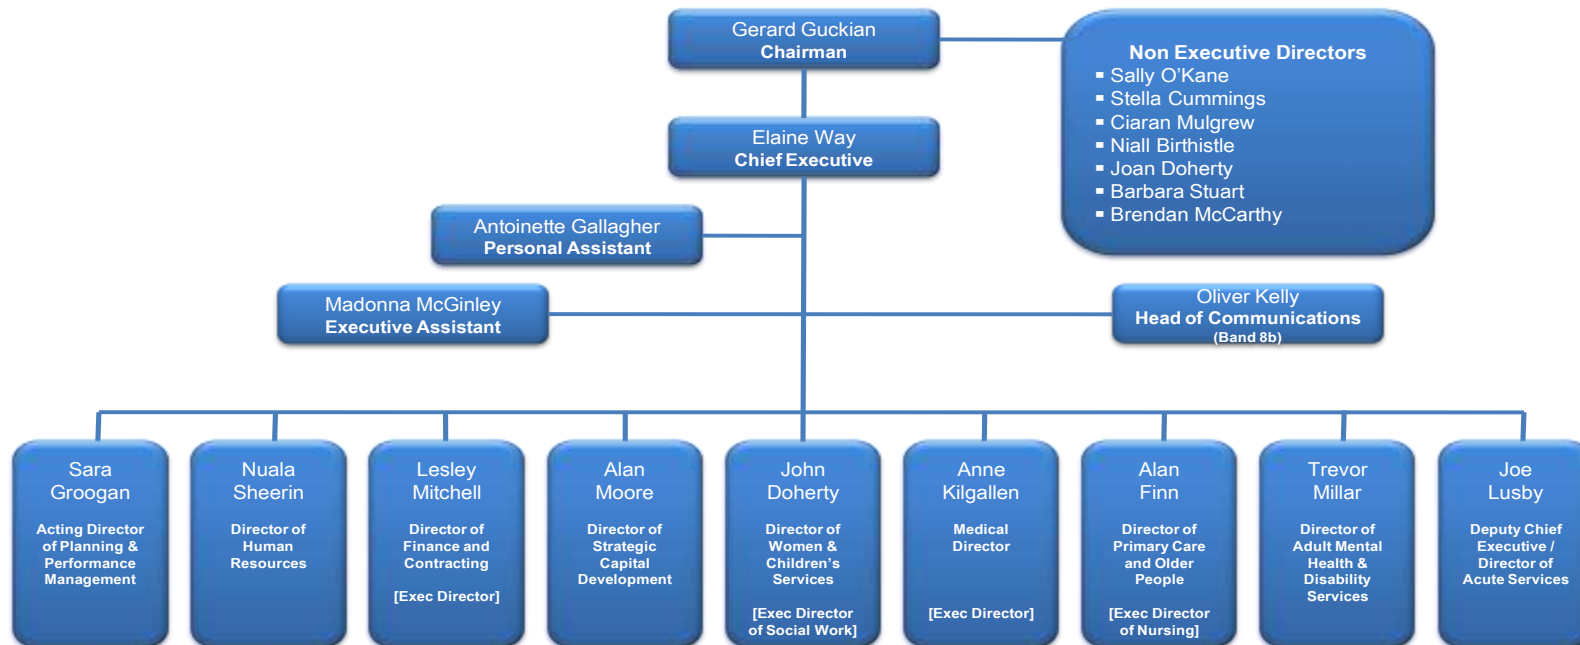 Gerard Guckian
Chairman
Non Executive Directors
▪ Sally O'Kane
▪ Stella Cummings
▪ Ciaran Mulgrew
▪ Niall Birthistle
▪ Joan Doherty
▪ Barbara Stuart
▪ Brendan McCarthy
Elaine Way
Chief Executive
Antoinette Gallagher
Personal Assistant
Madonna McGinley
Executive Assistant
Oliver Kelly
Head of Communications
(Band 8b)
Sara
Groogan
Acting Director
of Planning &
Performance
Management
Nuala
Sheerin
Director of
Human
Resources
Lesley
Mitchell
Director of
Finance and
Contracting
[Exec Director]
Alan
Moore
Director of
Strategic
Capital
Development
John
Doherty
Director of
Women &
Children's
Services
[Exec Director
of Social Work]
Anne
Kilgallen
Medical
Director
[Exec Director]
Alan
Finn
Director of
Primary Care
and Older
People
[Exec Director
of Nursing]
Trevor
Millar
Director of
Adult Mental
Health &
Disability
Services
Joe
Lusby
Deputy Chief
Executive /
Director of
Acute Services